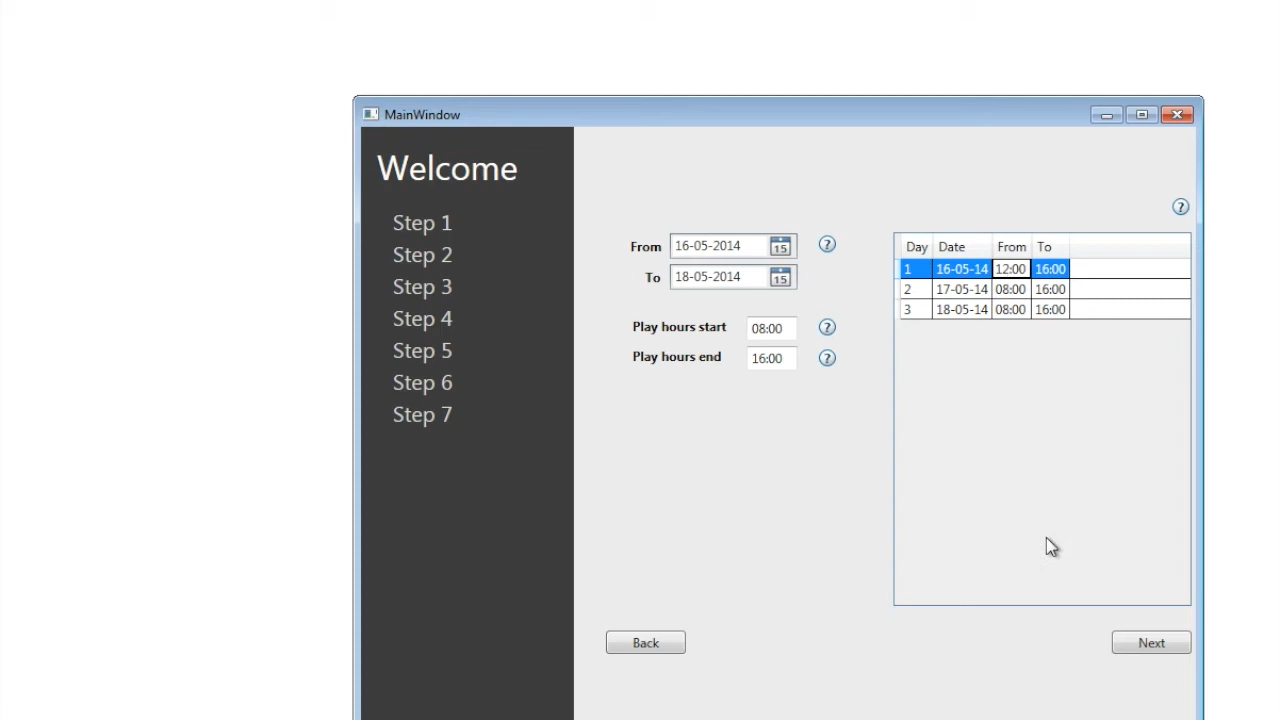 MainWindow
Welcome
Step 1
Step 2
Step 3
Step 4
Step 5
Step 6
Step 7
From 16-05-2014 15 ?
To 18-05-2014 15
Play hours start 08:00 ?
Play hours end 16:00 ?
?
Day Date From To
1 16-05-14 12:00 16:00
2 17-05-14 08:00 16:00
3 18-05-14 08:00 16:00
Back
Next